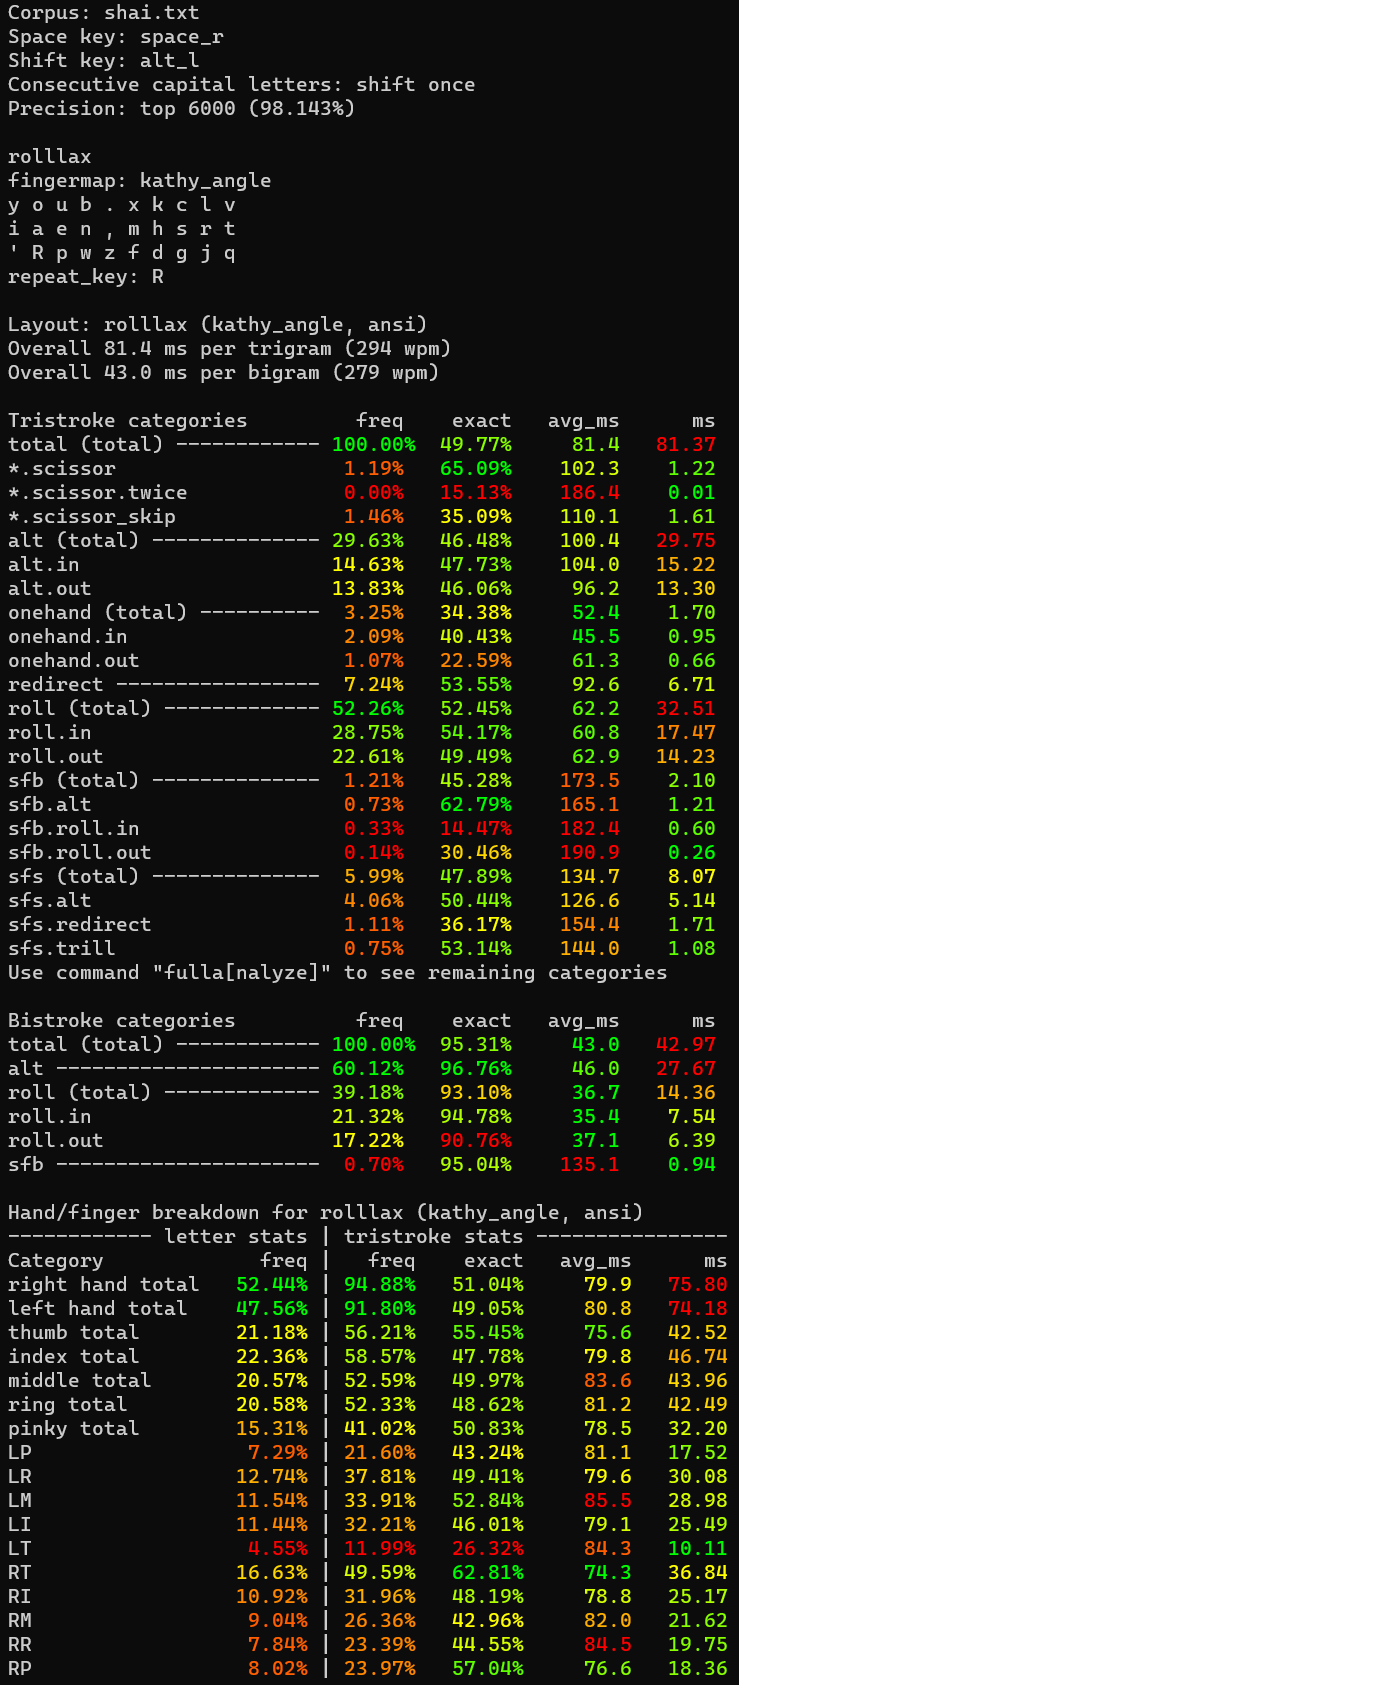 Corpus: shai.txt
Space key: space_r
Shift key: alt_l
Consecutive capital letters: shift once
Precision: top 6000 (98.143%)
rolllax
fingermap: kathy_angle
y o u b . x k c l v
i a e n , m h s r t
' R p w z f d g j q
repeat_key: R
Layout: rolllax (kathy_angle, ansi)
Overall 81.4 ms per trigram (294 wpm)
Overall 43.0 ms per bigram (279 wpm)
Tristroke categories freq exact avg_ms ms
total (total) ------------ 100.00% 49.77% 81.4 81.37
*.scissor 1.19% 65.09% 102.3 1.22
*.scissor.twice 0.00% 15.13% 186.4 0.01
*.scissor_skip 1.46% 35.09% 110.1 1.61
alt (total) -------------- 29.63% 46.48% 100.4 29.75
alt.in 14.63% 47.73% 104.0 15.22
alt.out 13.83% 46.06% 96.2 13.30
onehand (total) ---------- 3.25% 34.38% 52.4 1.70
onehand.in 2.09% 40.43% 45.5 0.95
onehand.out 1.07% 22.59% 61.3 0.66
redirect ----------------- 7.24% 53.55% 92.6 6.71
roll (total) ------------- 52.26% 52.45% 62.2 32.51
roll.in 28.75% 54.17% 60.8 17.47
roll.out 22.61% 49.49% 62.9 14.23
sfb (total) -------------- 1.21% 45.28% 173.5 2.10
sfb.alt 0.73% 62.79% 165.1 1.21
sfb.roll.in 0.33% 14.47% 182.4 0.60
sfb.roll.out 0.14% 30.46% 190.9 0.26
sfs (total) -------------- 5.99% 47.89% 134.7 8.07
sfs.alt 4.06% 50.44% 126.6 5.14
sfs.redirect 1.11% 36.17% 154.4 1.71
sfs.trill 0.75% 53.14% 144.0 1.08
Use command "fulla[nalyze]" to see remaining categories
Bistroke categories freq exact avg_ms ms
total (total) ------------ 100.00% 95.31% 43.0 42.97
alt ---------------------- 60.12% 96.76% 46.0 27.67
roll (total) ------------- 39.18% 93.10% 36.7 14.36
roll.in 21.32% 94.78% 35.4 7.54
roll.out 17.22% 90.76% 37.1 6.39
sfb ---------------------- 0.70% 95.04% 135.1 0.94
Hand/finger breakdown for rolllax (kathy_angle, ansi)
------------ letter stats | tristroke stats ----------------
Category freq | freq exact avg_ms ms
right hand total 52.44% | 94.88% 51.04% 79.9 75.80
left hand total 47.56% | 91.80% 49.05% 80.8 74.18
thumb total 21.18% | 56.21% 55.45% 75.6 42.52
index total 22.36% | 58.57% 47.78% 79.8 46.74
middle total 20.57% | 52.59% 49.97% 83.6 43.96
ring total 20.58% | 52.33% 48.62% 81.2 42.49
pinky total 15.31% | 41.02% 50.83% 78.5 32.20
LP 7.29% | 21.60% 43.24% 81.1 17.52
LR 12.74% | 37.81% 49.41% 79.6 30.08
LM 11.54% | 33.91% 52.84% 85.5 28.98
LI 11.44% | 32.21% 46.01% 79.1 25.49
LT 4.55% | 11.99% 26.32% 84.3 10.11
RT 16.63% | 49.59% 62.81% 74.3 36.84
RI 10.92% | 31.96% 48.19% 78.8 25.17
RM 9.04% | 26.36% 42.96% 82.0 21.62
RR 7.84% | 23.39% 44.55% 84.5 19.75
RP 8.02% | 23.97% 57.04% 76.6 18.36